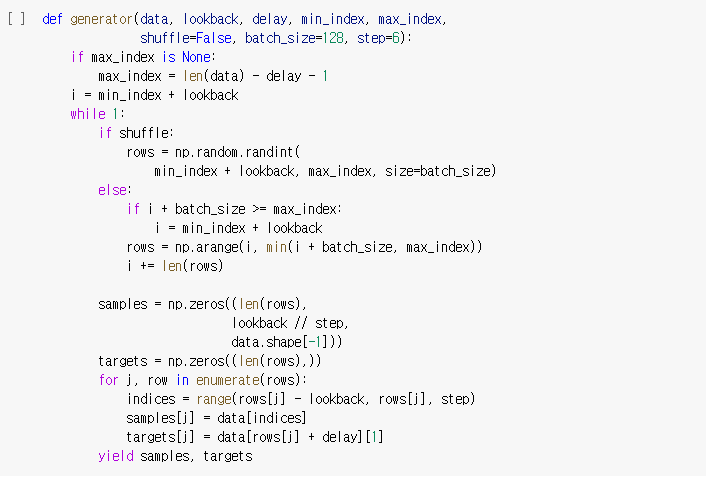 [ ] def generator(data, lookback, delay, min_index, max_index,
              shuffle=False, batch_size=128, step=6):
    if max_index is None:
        max_index = len(data) - delay - 1
    i = min_index + lookback
    while 1:
        if shuffle:
            rows = np.random.randint(
                min_index + lookback, max_index, size=batch_size)
        else:
            if i + batch_size >= max_index:
                i = min_index + lookback
            rows = np.arange(i, min(i + batch_size, max_index))
            i += len(rows)

        samples = np.zeros((len(rows),
                           lookback // step,
                           data.shape[-1]))
        targets = np.zeros((len(rows),))
        for j, row in enumerate(rows):
            indices = range(rows[j] - lookback, rows[j], step)
            samples[j] = data[indices]
            targets[j] = data[rows[j] + delay][1]
        yield samples, targets